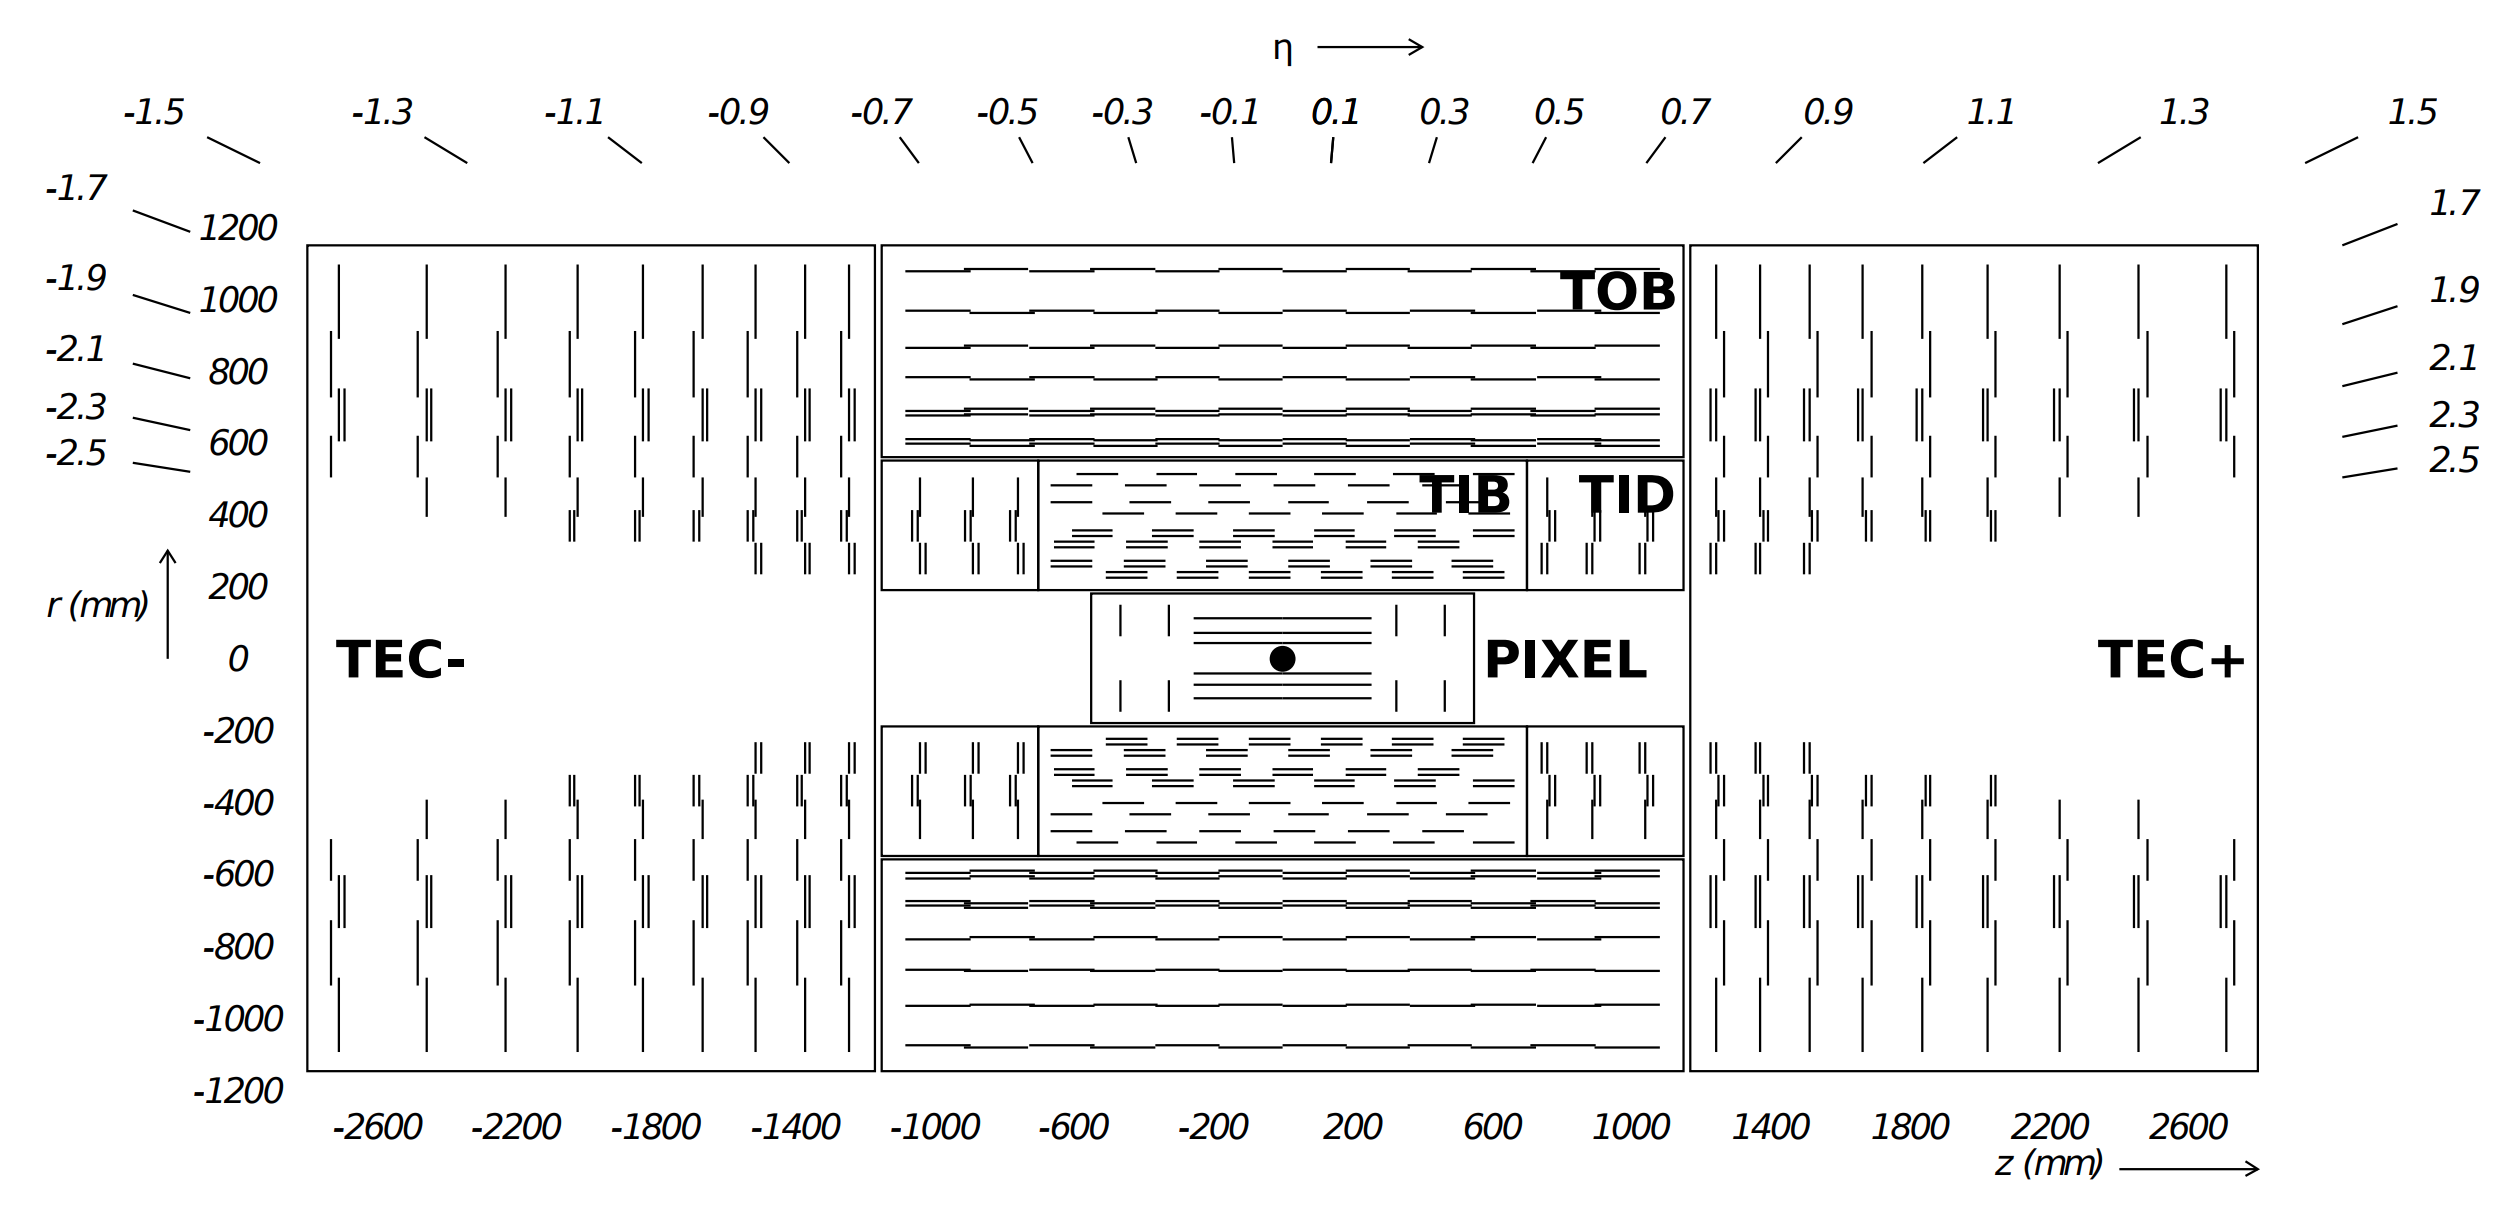 η
-1.5 -1.3 -1.1 -0.9 -0.7 -0.5 -0.3 -0.1 0.1 0.3 0.5 0.7 0.9 1.1 1.3 1.5
-1.7 1.7
1200
-1.9 1.9
1000 TOB
-2.1 2.1
800
-2.3 2.3
600
-2.5 2.5
TIB TID
400
200
r (mm)
0
TEC- PIXEL TEC+
-200
-400
-600
-800
-1000
-1200
-2600 -2200 -1800 -1400 -1000 -600 -200 200 600 1000 1400 1800 2200 2600
z (mm)